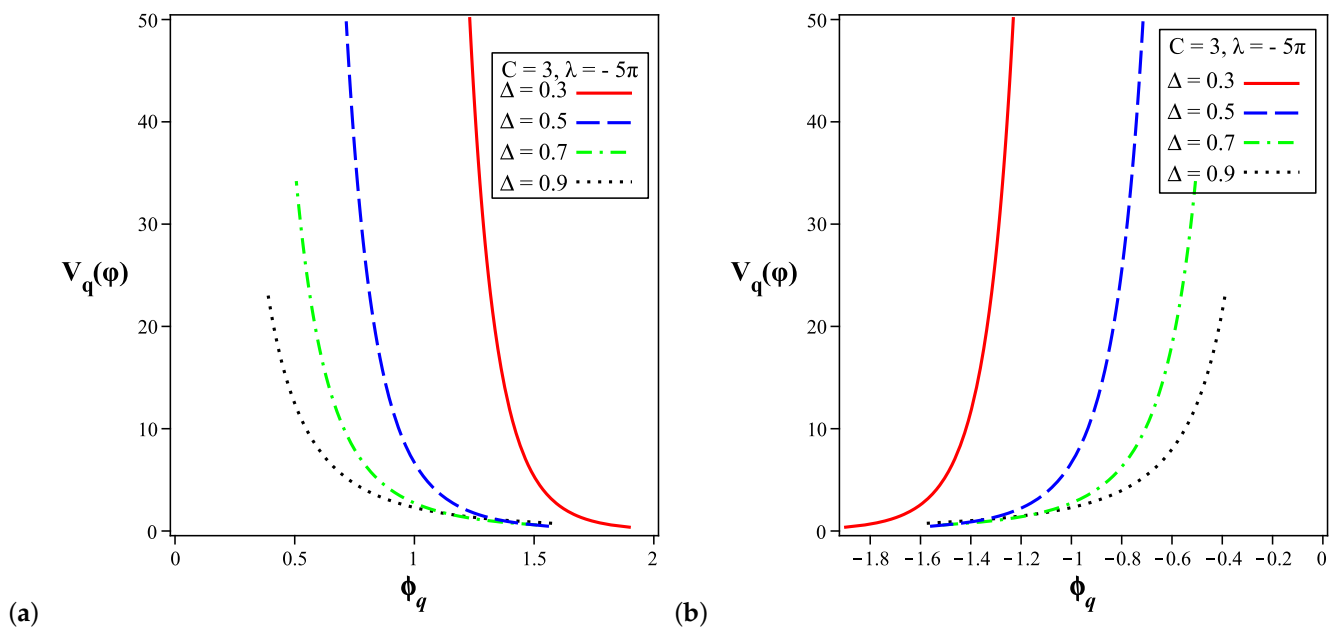 50
40
30
20
10
0
V_q(φ)
C = 3, λ = - 5π
Δ = 0.3
Δ = 0.5
Δ = 0.7
Δ = 0.9
0 0.5 1 1.5 2
ϕ_q
(a)
50
40
30
20
10
0
V_q(φ)
C = 3, λ = - 5π
Δ = 0.3
Δ = 0.5
Δ = 0.7
Δ = 0.9
−1.8 −1.6 −1.4 −1.2 −1 −0.8 −0.6 −0.4 −0.2 0
ϕ_q
(b)